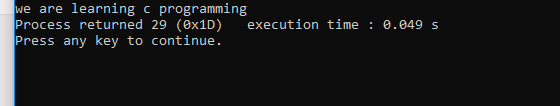 we are learning c programming
Process returned 29 (0x1D)   execution time : 0.049 s
Press any key to continue.